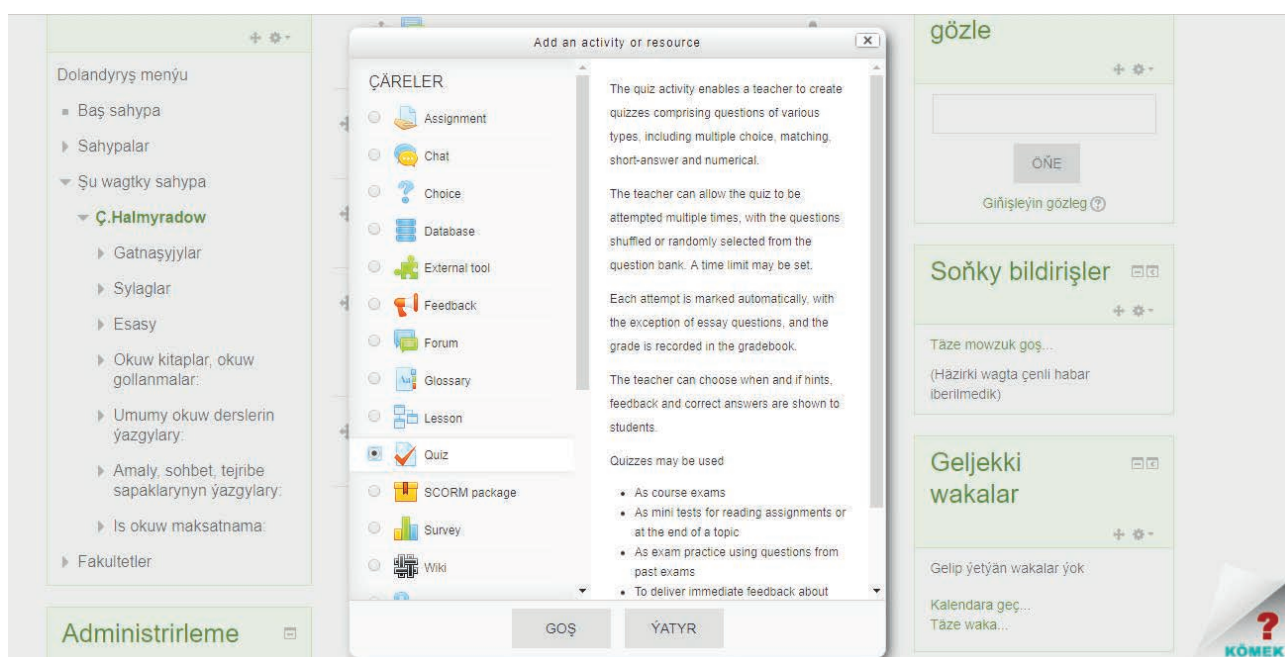 Dolandyryş menýu
Baş sahypa
Sahypalar
Şu wagtky sahypa
Ç.Halmyradow
Gatnaşyjylar
Sylaglar
Esasy
Okuw kitaplar, okuw
gollanmalar:
Umumy okuw derslerin
ýazgylary:
Amaly, sohbet, tejribe
sapaklarynyn ýazgylary:
Is okuw maksatnama:
Fakultetler
Administrirleme
Add an activity or resource
ÇÄRELER
Assignment
Chat
Choice
Database
External tool
Feedback
Forum
Glossary
Lesson
Quiz
SCORM package
Survey
Wiki
The quiz activity enables a teacher to create
quizzes comprising questions of various
types, including multiple choice, matching,
short-answer and numerical.
The teacher can allow the quiz to be
attempted multiple times, with the questions
shuffled or randomly selected from the
question bank. A time limit may be set.
Each attempt is marked automatically, with
the exception of essay questions, and the
grade is recorded in the gradebook.
The teacher can choose when and if hints,
feedback and correct answers are shown to
students.
Quizzes may be used
• As course exams
• As mini tests for reading assignments or
at the end of a topic
• As exam practice using questions from
past exams
• To deliver immediate feedback about
GOŞ
ÝATYR
gözle
ÖŇE
Giňişleýin gözleg
Soňky bildirişler
Täze mowzuk goş...
(Häzirki wagta çenli habar
iberilmedik)
Geljekki
wakalar
Gelip ýetýän wakalar ýok
Kalendara geç...
Täze waka...
KÖMEK